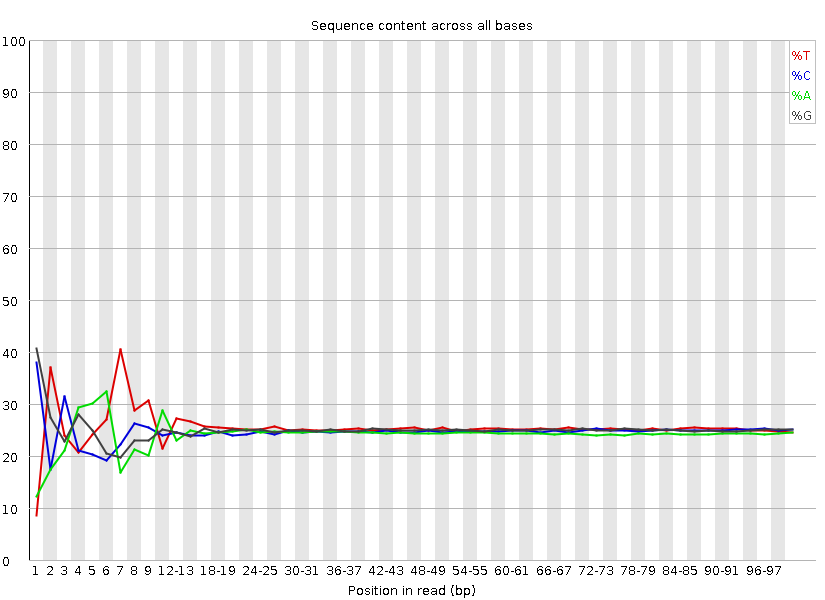 Sequence content across all bases
100
90
80
70
60
50
40
30
20
10
0
%T
%C
%A
%G
1 2 3 4 5 6 7 8 9 12-13 18-19 24-25 30-31 36-37 42-43 48-49 54-55 60-61 66-67 72-73 78-79 84-85 90-91 96-97
Position in read (bp)